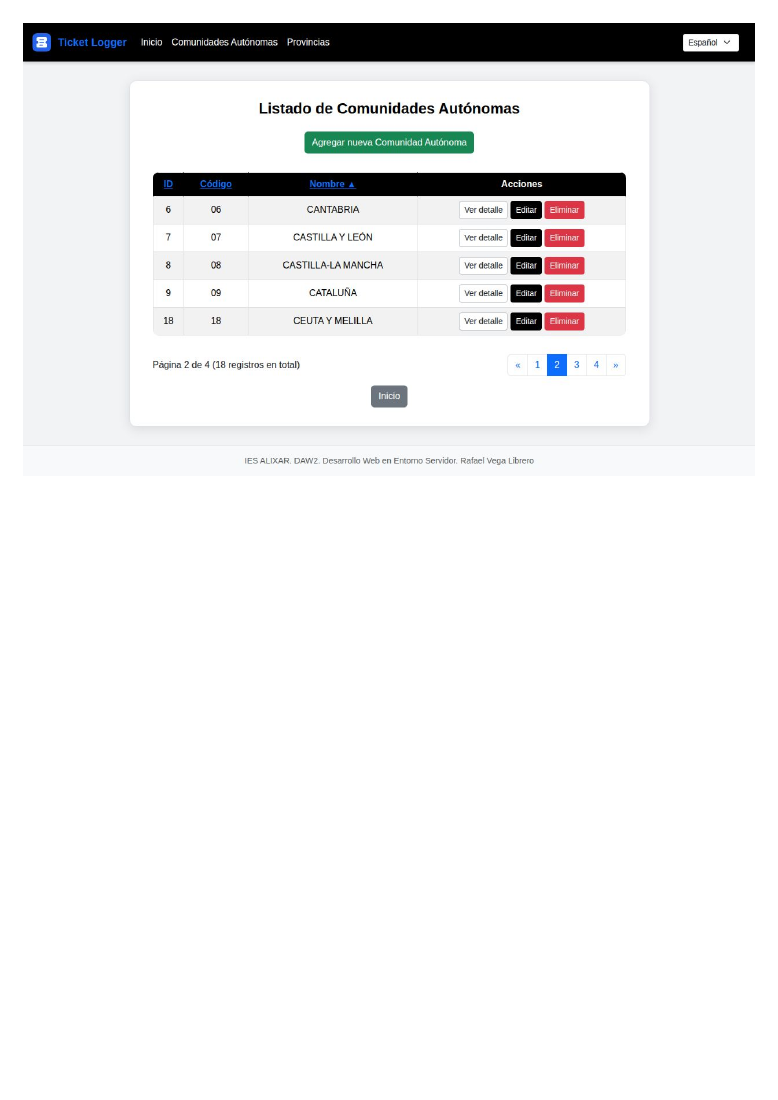 Ticket Logger Inicio Comunidades Autónomas Provincias Español
Listado de Comunidades Autónomas
Agregar nueva Comunidad Autónoma
ID Código Nombre ▲ Acciones
6 06 CANTABRIA Ver detalle Editar Eliminar
7 07 CASTILLA Y LEÓN Ver detalle Editar Eliminar
8 08 CASTILLA-LA MANCHA Ver detalle Editar Eliminar
9 09 CATALUÑA Ver detalle Editar Eliminar
18 18 CEUTA Y MELILLA Ver detalle Editar Eliminar
Página 2 de 4 (18 registros en total) « 1 2 3 4 »
Inicio
IES ALIXAR. DAW2. Desarrollo Web en Entorno Servidor. Rafael Vega Librero